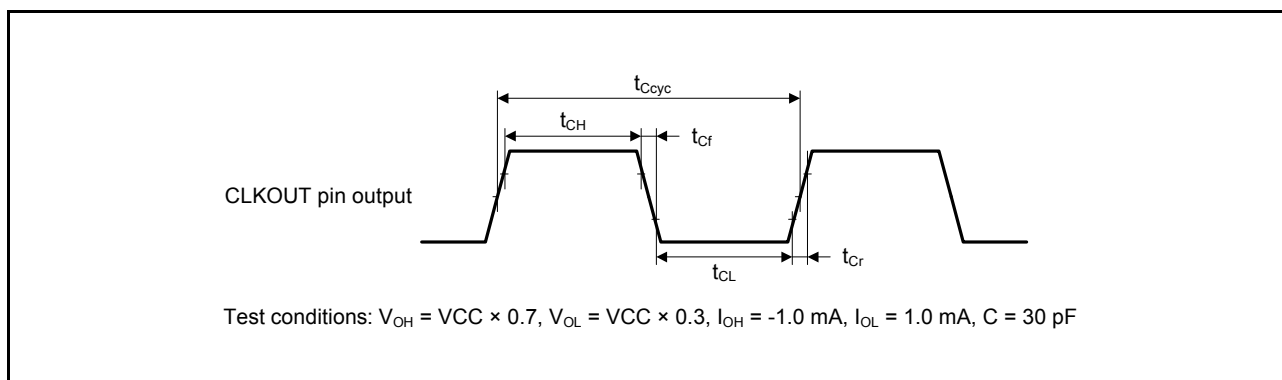 tCcyc
tCH
tCf
CLKOUT pin output
tCL
tCr
Test conditions: VOH = VCC × 0.7, VOL = VCC × 0.3, IOH = -1.0 mA, IOL = 1.0 mA, C = 30 pF